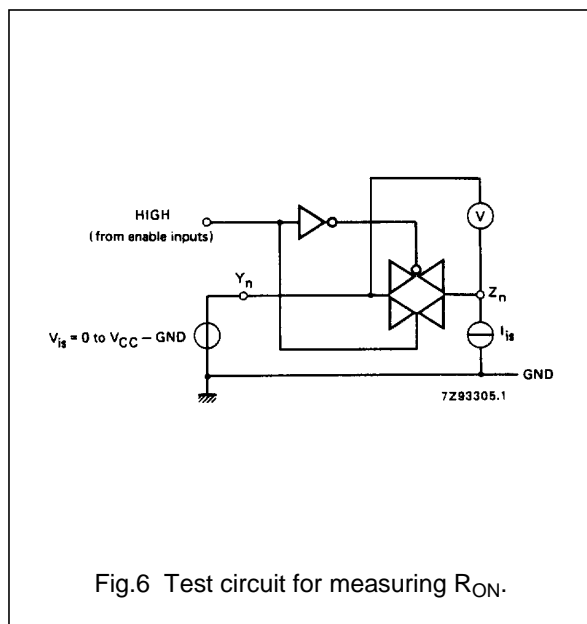 HIGH
(from enable inputs)
V
Yn
Zn
Vis = 0 to VCC – GND
Iis
GND
7Z93305.1
Fig.6 Test circuit for measuring RON.